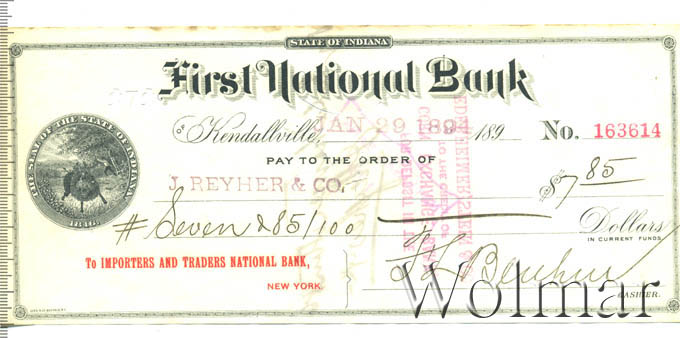 STATE OF INDIANA
First National Bank
OF Kendallville, JAN 29 189 189 No. 163614
PAY TO THE ORDER OF
J. REYHER & CO. $7 85
# Seven & 85/100 Dollars
IN CURRENT FUNDS
To IMPORTERS AND TRADERS NATIONAL BANK,
NEW YORK.
CASHIER.
THE SEAL OF THE STATE OF INDIANA
1816
Wolmar